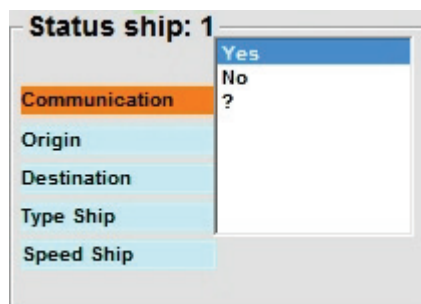 Status ship: 1
Yes
No
?
Communication
Origin
Destination
Type Ship
Speed Ship